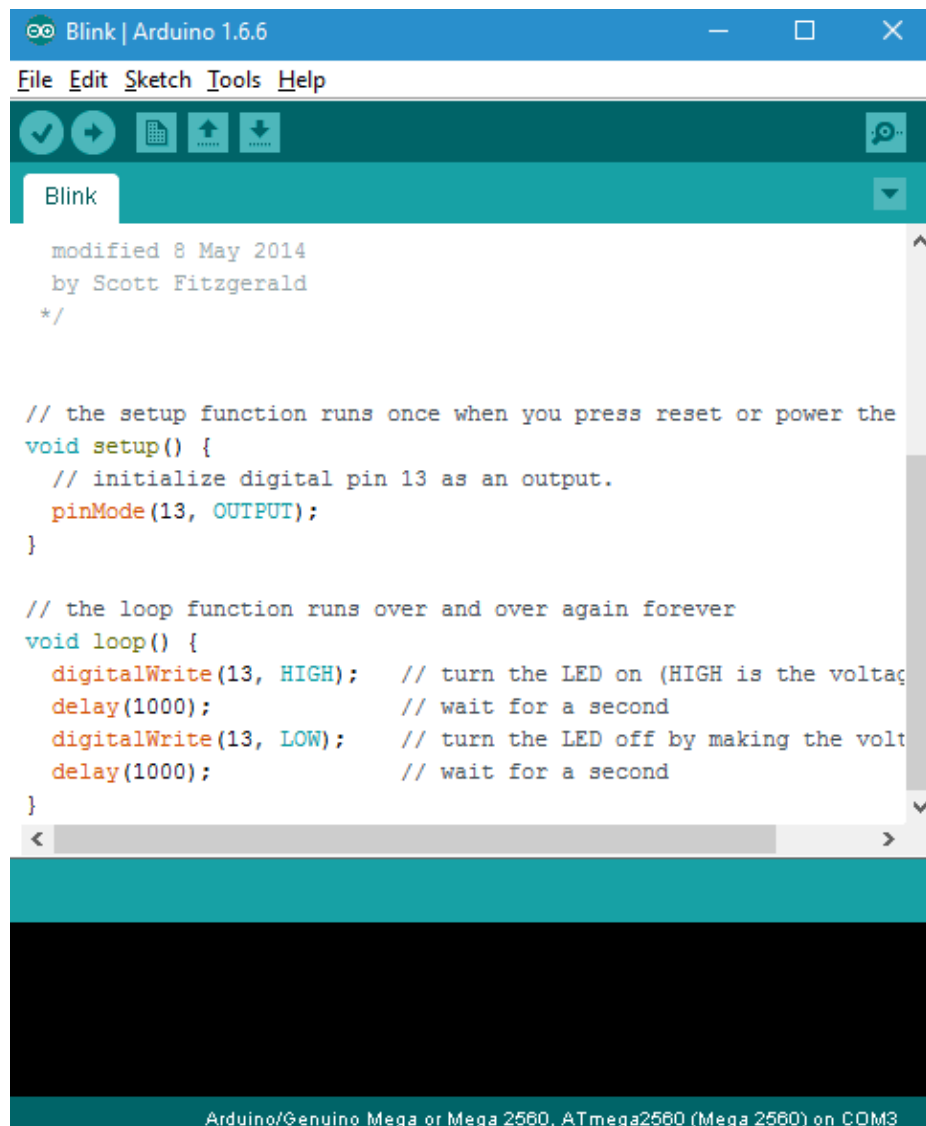 Blink | Arduino 1.6.6
File Edit Sketch Tools Help
Blink
modified 8 May 2014
by Scott Fitzgerald
*/
// the setup function runs once when you press reset or power the
void setup() {
// initialize digital pin 13 as an output.
pinMode(13, OUTPUT);
}
// the loop function runs over and over again forever
void loop() {
digitalWrite(13, HIGH);   // turn the LED on (HIGH is the voltag
delay(1000);              // wait for a second
digitalWrite(13, LOW);    // turn the LED off by making the volt
delay(1000);              // wait for a second
}
Arduino/Genuino Mega or Mega 2560, ATmega2560 (Mega 2560) on COM3